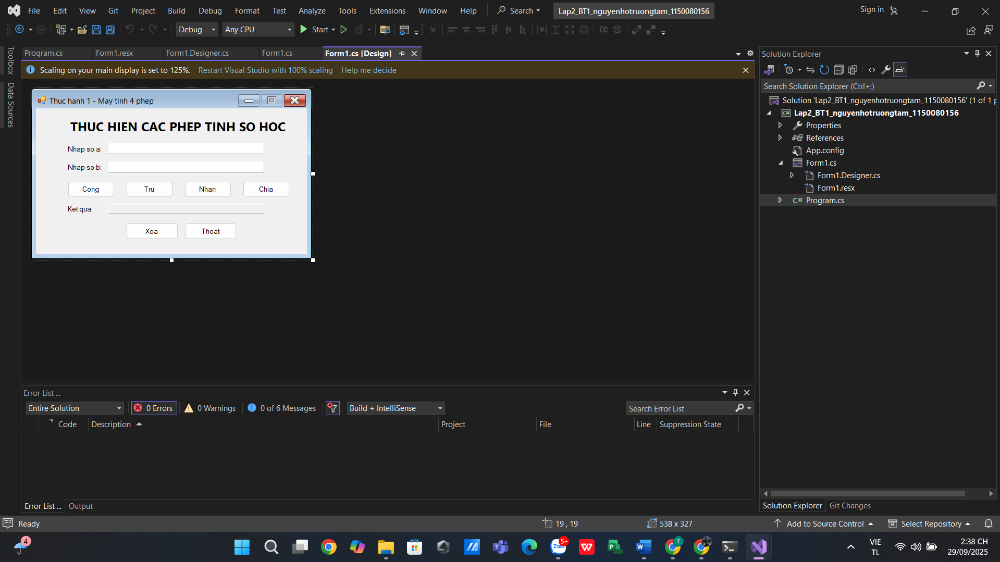 File Edit View Git Project Build Debug Format Test Analyze Tools Extensions Window Help Search Lap2_BT1_nguyenhotruongtam_1150080156 Sign in
Debug Any CPU Start
Toolbox
Data Sources
Program.cs Form1.resx Form1.Designer.cs Form1.cs Form1.cs [Design]
Scaling on your main display is set to 125%. Restart Visual Studio with 100% scaling Help me decide
Thuc hanh 1 - May tinh 4 phep
THUC HIEN CAC PHEP TINH SO HOC
Nhap so a:
Nhap so b:
Cong Tru Nhan Chia
Ket qua:
Xoa Thoat
Solution Explorer
Search Solution Explorer (Ctrl+;)
Solution 'Lap2_BT1_nguyenhotruongtam_1150080156' (1 of 1 p
Lap2_BT1_nguyenhotruongtam_1150080156
Properties
References
App.config
Form1.cs
Form1.Designer.cs
Form1.resx
C# Program.cs
Error List ...
Entire Solution 0 Errors 0 Warnings 0 of 6 Messages Build + IntelliSense Search Error List
Code Description Project File Line Suppression State
Error List ... Output
Solution Explorer Git Changes
Ready 19 , 19 538 x 327 Add to Source Control Select Repository
4
Zalo 5+
W
P
W
T
VIE
TL
2:38 CH
29/09/2025